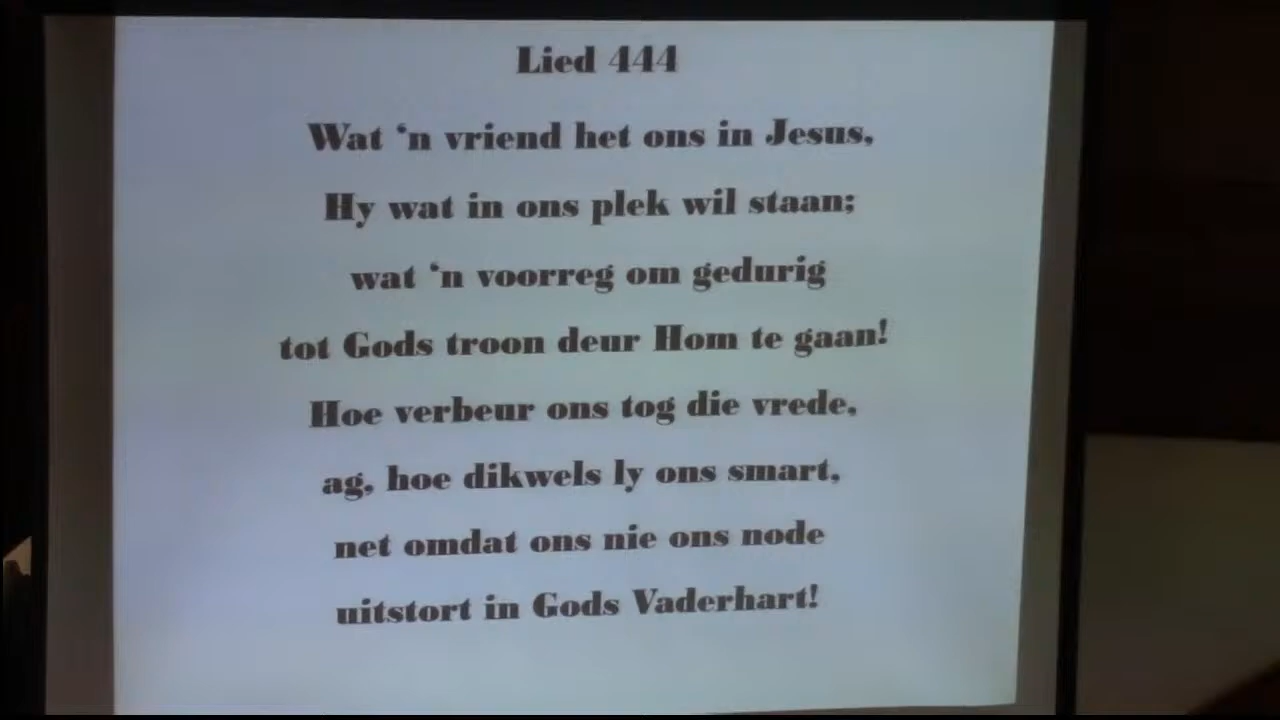 Lied 444
Wat ‘n vriend het ons in Jesus,
Hy wat in ons plek wil staan;
wat ‘n voorreg om gedurig
tot Gods troon deur Hom te gaan!
Hoe verbeur ons tog die vrede,
ag, hoe dikwels ly ons smart,
net omdat ons nie ons node
uitstort in Gods Vaderhart!